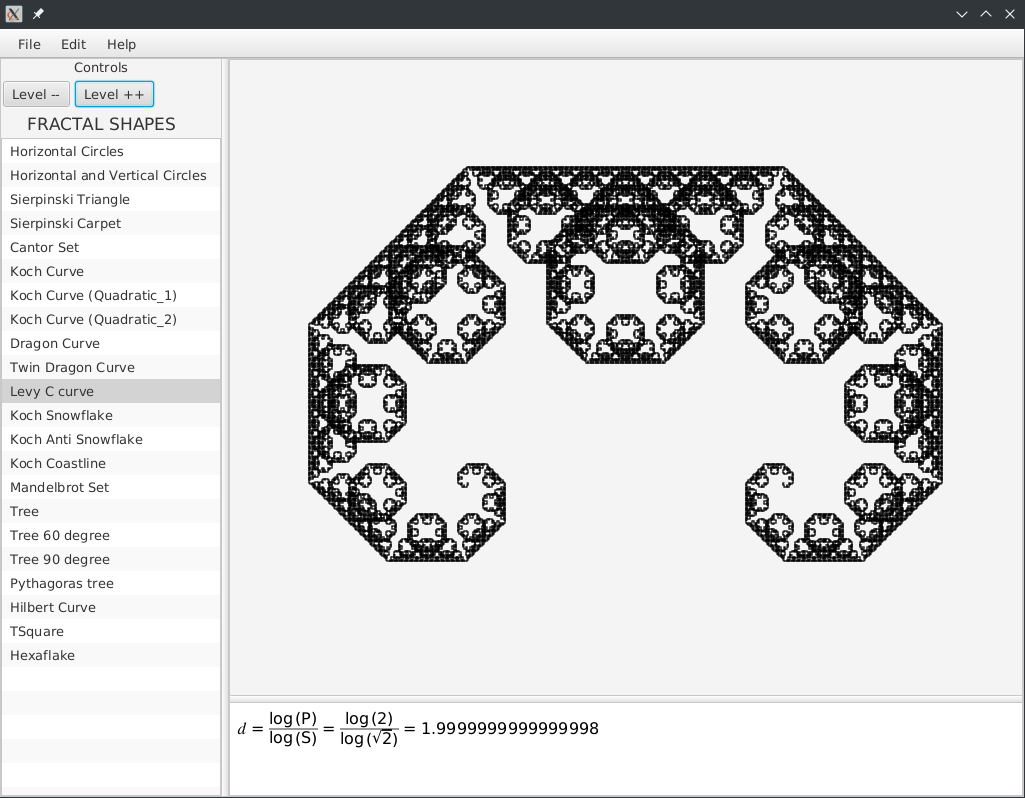 File Edit Help
Controls
Level -- Level ++
FRACTAL SHAPES
Horizontal Circles
Horizontal and Vertical Circles
Sierpinski Triangle
Sierpinski Carpet
Cantor Set
Koch Curve
Koch Curve (Quadratic_1)
Koch Curve (Quadratic_2)
Dragon Curve
Twin Dragon Curve
Levy C curve
Koch Snowflake
Koch Anti Snowflake
Koch Coastline
Mandelbrot Set
Tree
Tree 60 degree
Tree 90 degree
Pythagoras tree
Hilbert Curve
TSquare
Hexaflake
d = log(P)/log(S) = log(2)/log(√2) = 1.9999999999999998